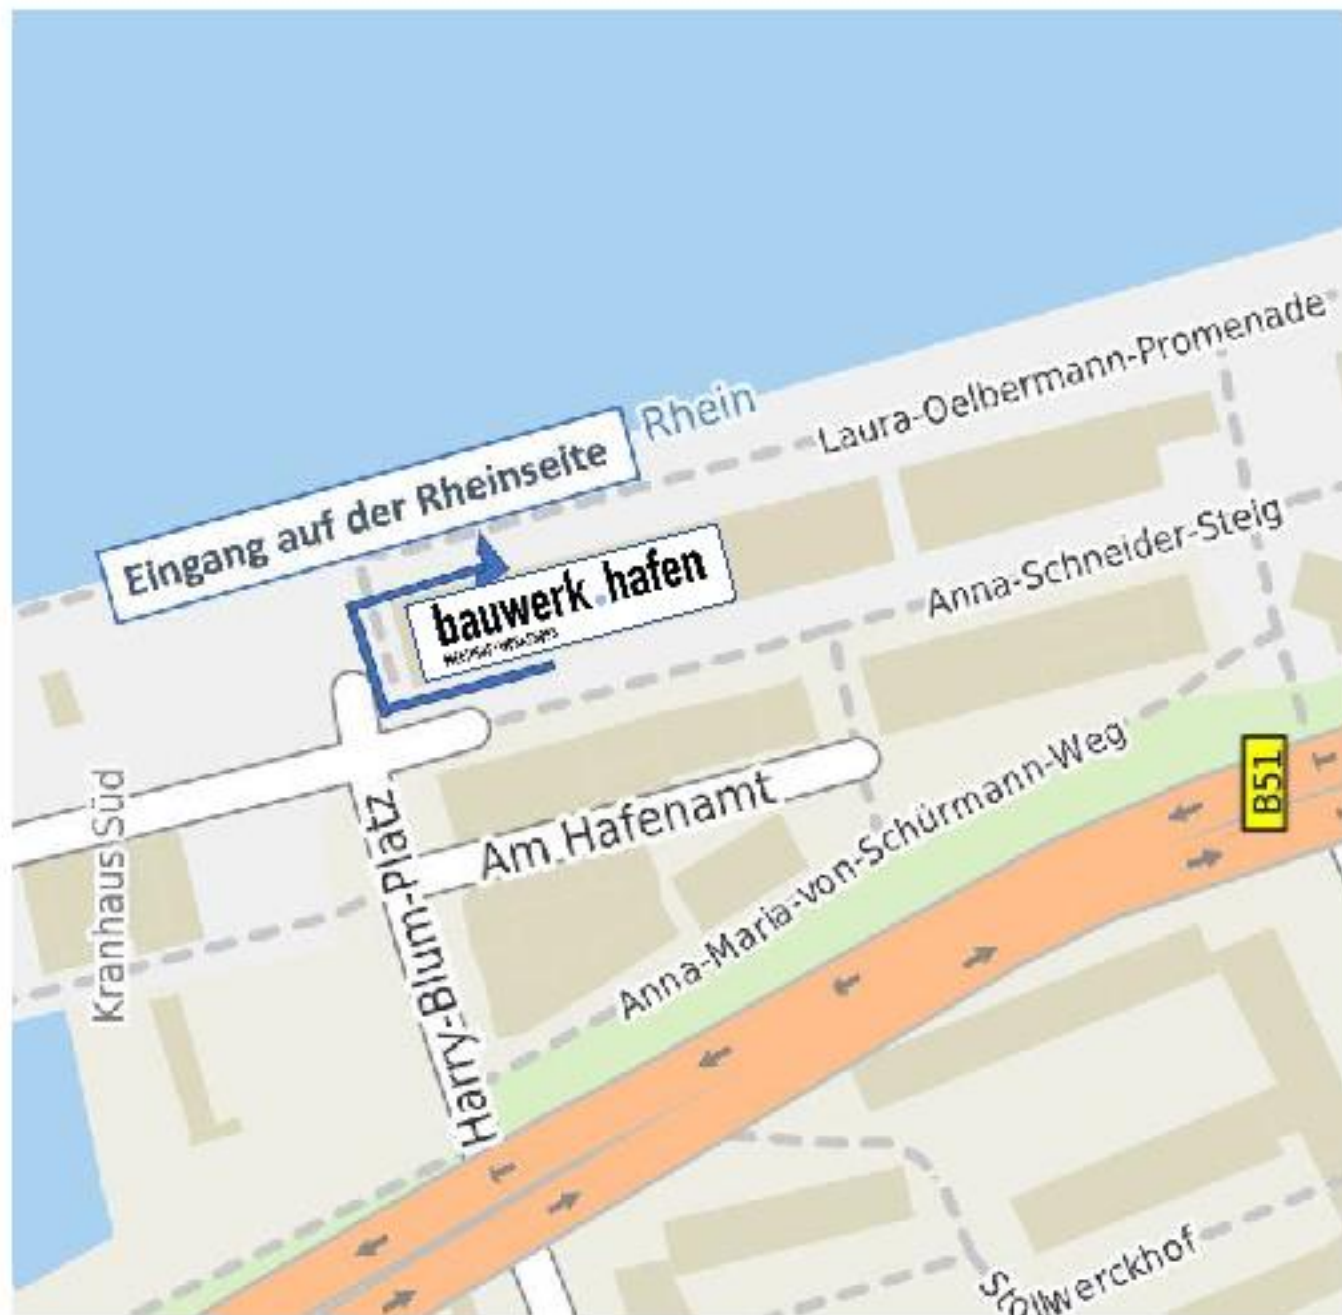 Laura-Oelbermann-Promenade
Rhein
Eingang auf der Rheinseite
bauwerk.hafen
Anna-Schneider-Steig
Anna-Maria-von-Schürmann-Weg
B51
Am Hafenamt
Harry-Blum-Platz
Kranhaus Süd
Stollwerckhof